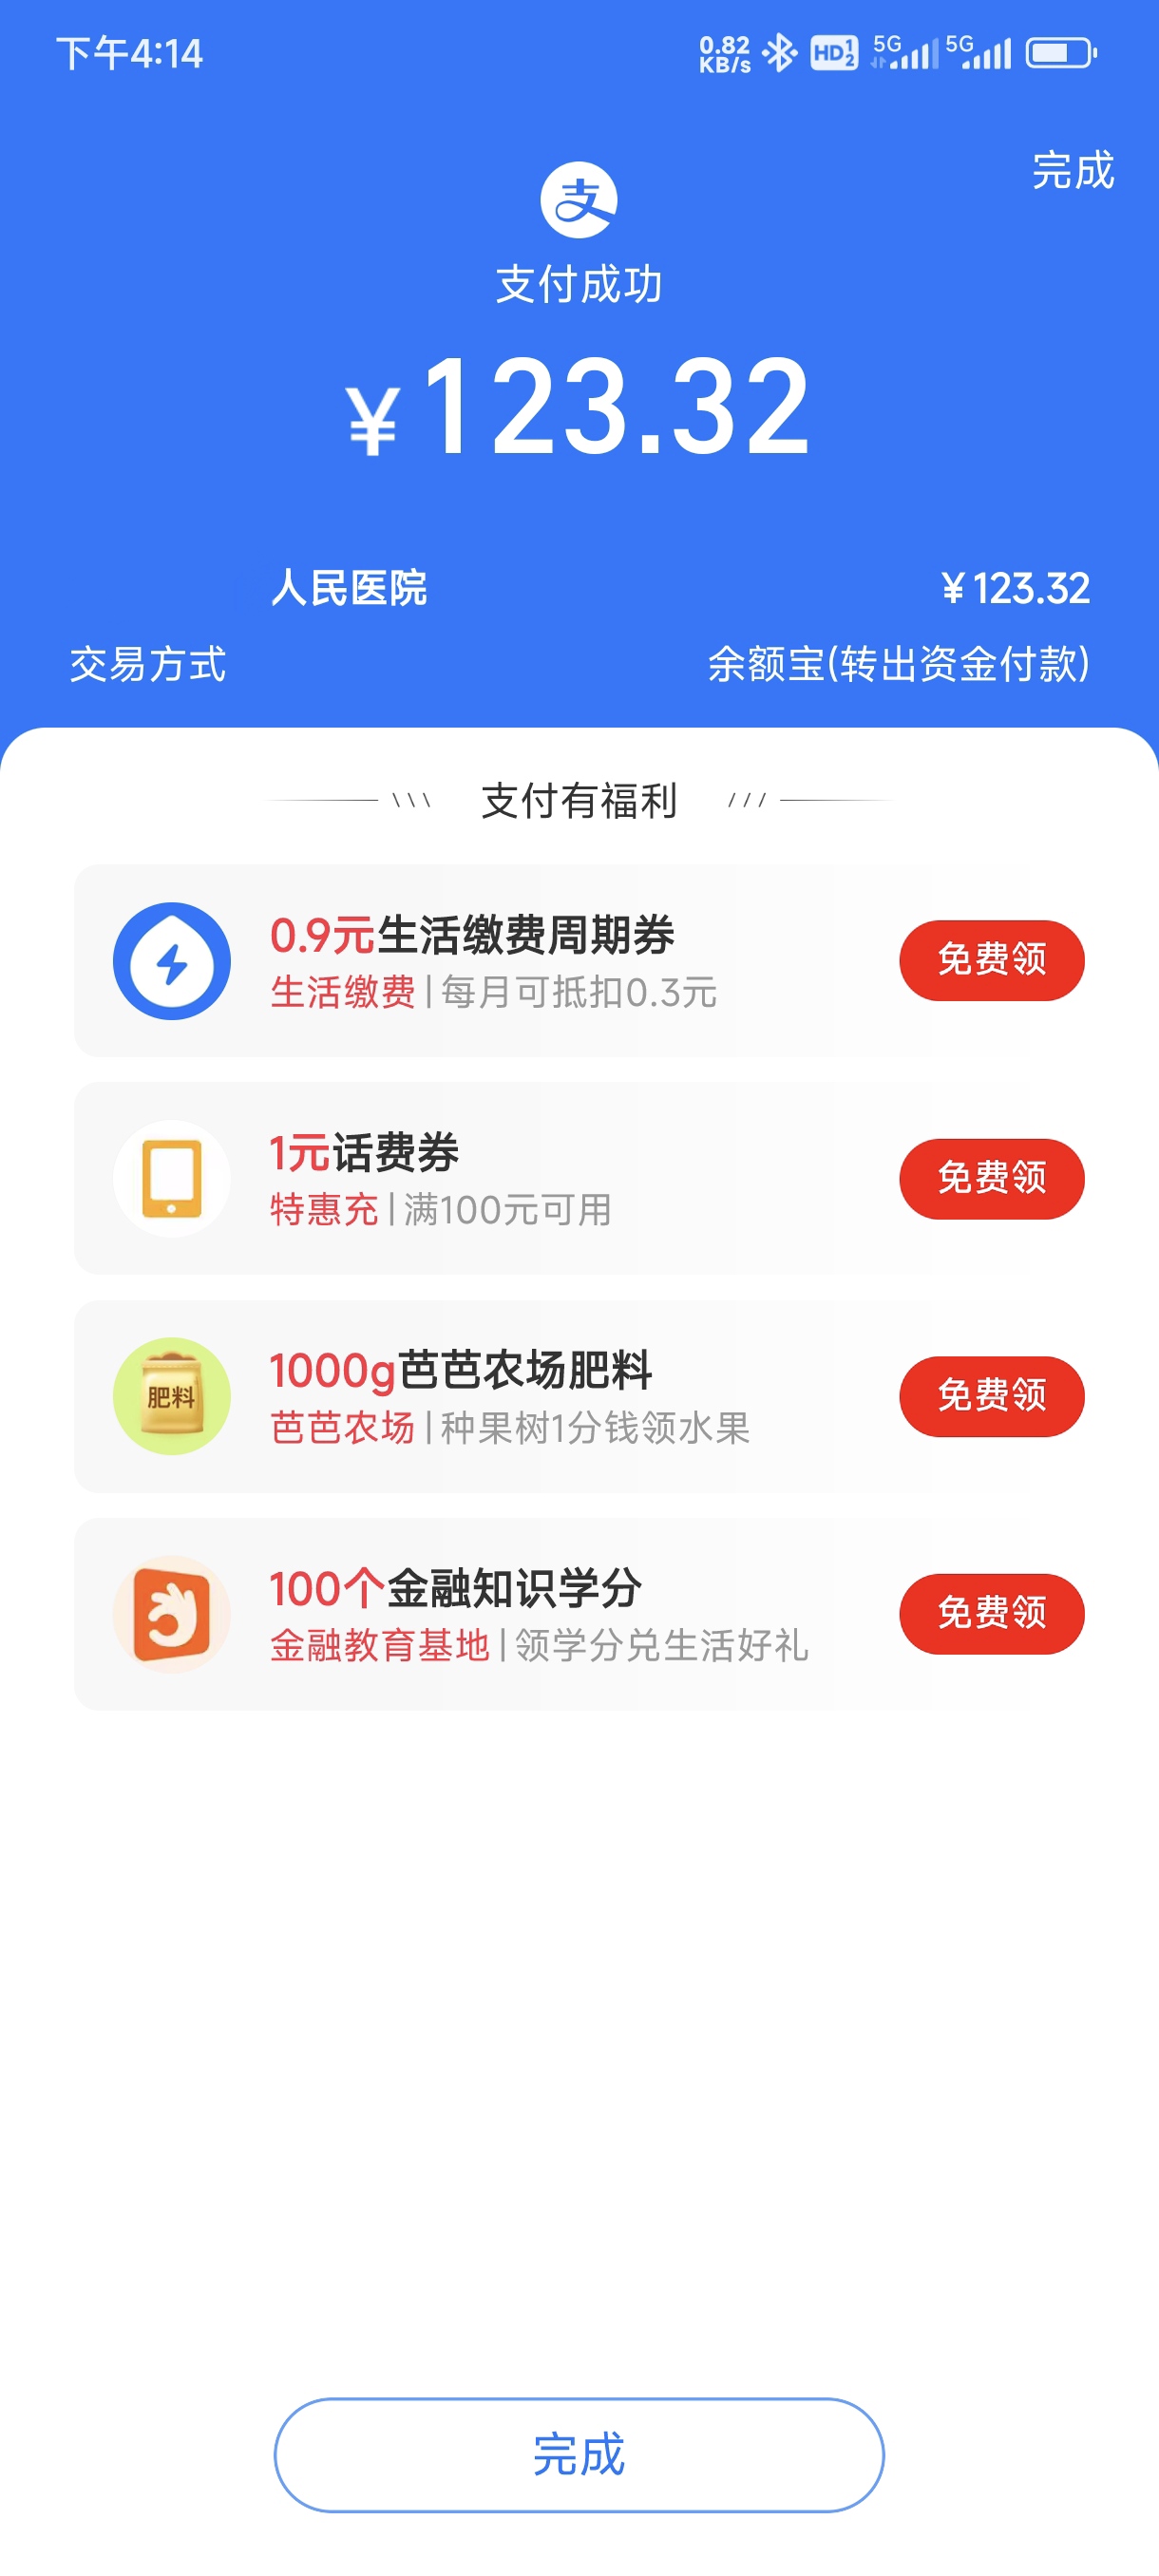 下午4:14
0.82
KB/s
HD 1 2
5G
5G
完成
支
支付成功
¥123.32
人民医院
¥123.32
交易方式
余额宝(转出资金付款)
支付有福利
0.9元生活缴费周期券
生活缴费|每月可抵扣0.3元
免费领
1元话费券
特惠充|满100元可用
免费领
肥料
1000g芭芭农场肥料
芭芭农场|种果树1分钱领水果
免费领
100个金融知识学分
金融教育基地|领学分兑生活好礼
免费领
完成